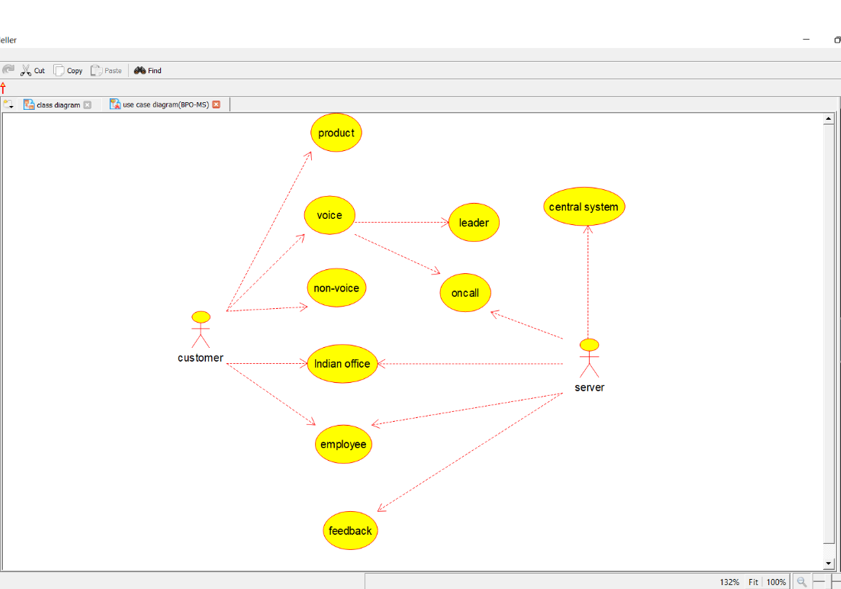 eller
Cut Copy Paste Find
class diagram use case diagram(BPO-MS)
product
voice
leader
central system
non-voice
oncall
customer
Indian office
server
employee
feedback
132% Fit 100%